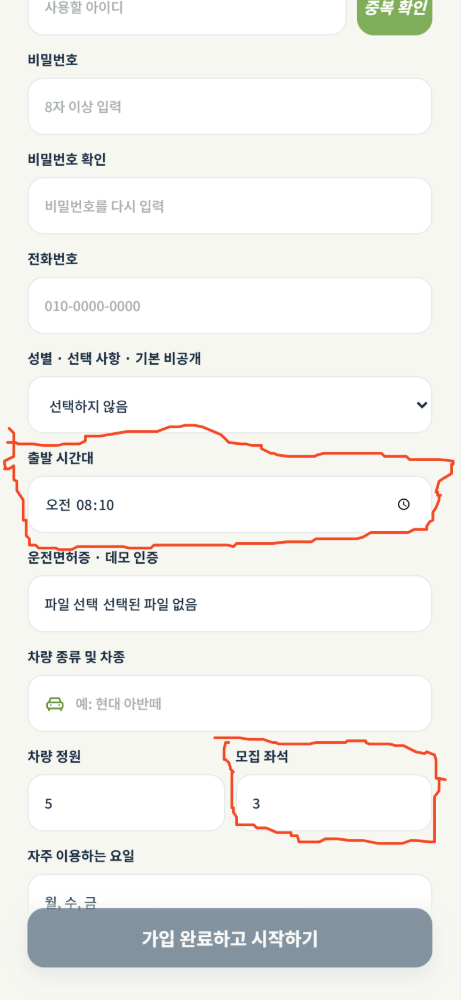 사용할 아이디
중복 확인
비밀번호
8자 이상 입력
비밀번호 확인
비밀번호를 다시 입력
전화번호
010-0000-0000
성별 · 선택 사항 · 기본 비공개
선택하지 않음
출발 시간대
오전 08:10
운전면허증 · 데모 인증
파일 선택 선택된 파일 없음
차량 종류 및 차종
예: 현대 아반떼
차량 정원
모집 좌석
5
3
자주 이용하는 요일
월, 수, 금
가입 완료하고 시작하기